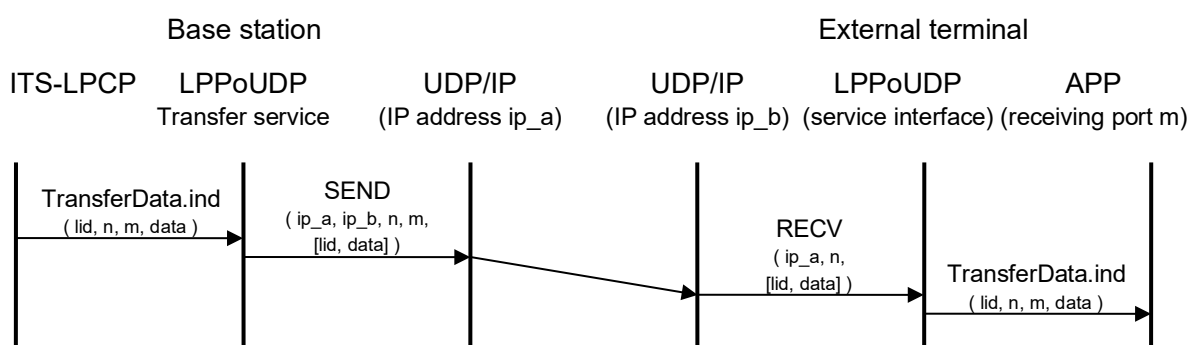 Base station External terminal
ITS-LPCP LPPoUDP UDP/IP UDP/IP LPPoUDP APP
Transfer service (IP address ip_a) (IP address ip_b) (service interface) (receiving port m)
TransferData.ind
( lid, n, m, data )
SEND
( ip_a, ip_b, n, m,
[lid, data] )
RECV
( ip_a, n,
[lid, data] )
TransferData.ind
( lid, n, m, data )